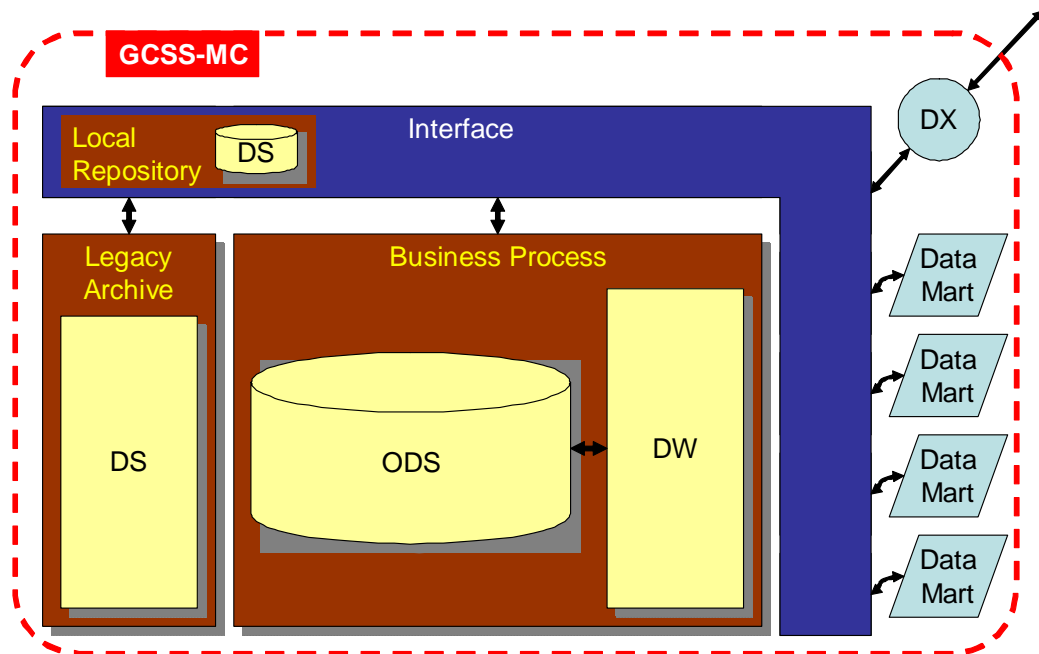 GCSS-MC
Interface
DX
Local
Repository
DS
Legacy
Archive
Business Process
Data
Mart
DS
ODS
DW
Data
Mart
Data
Mart
Data
Mart